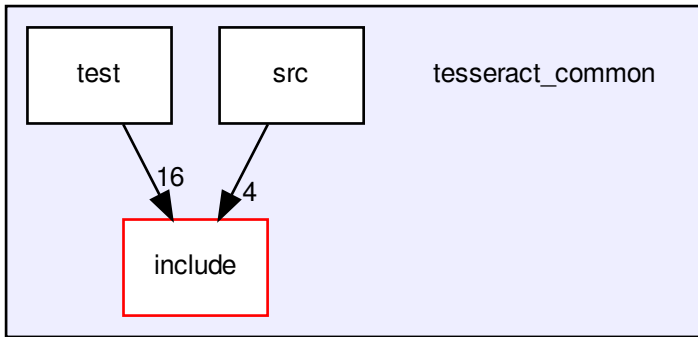 test
src
tesseract_common
16
4
include